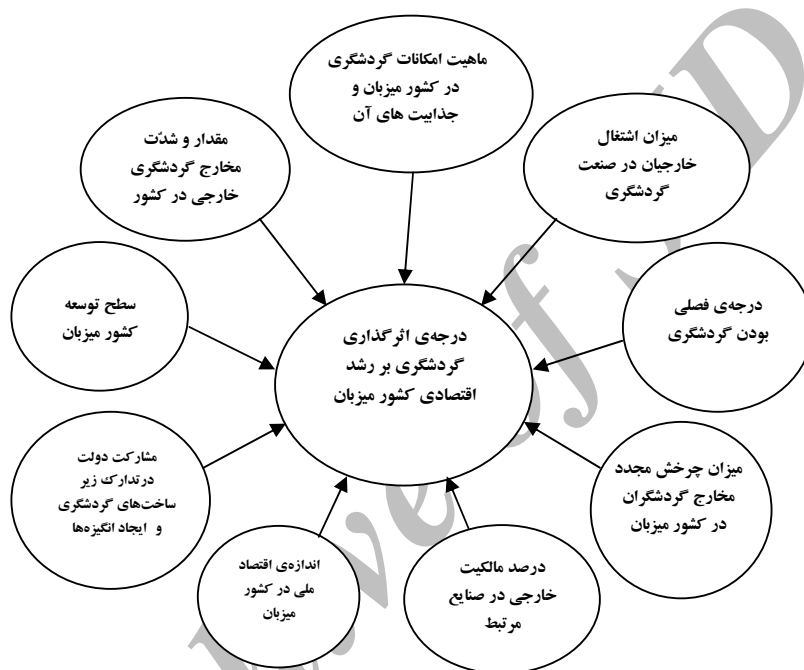 ماهیت امکانات گردشگری
در کشور میزبان و
جذابیت های آن
میزان اشتغال
خارجیان در صنعت
گردشگری
مقدار و شدّت
مخارج گردشگری
خارجی در کشور
درجه‌ی فصلی
بودن گردشگری
سطح توسعه
کشور میزبان
درجه‌ی اثرگذاری
گردشگری بر رشد
اقتصادی کشور میزبان
میزان چرخش مجدد
مخارج گردشگران
در کشور میزبان
مشارکت دولت
درتدارک زیر
ساخت‌های گردشگری
و ایجاد انگیزه‌ها
درصد مالکیت
خارجی در صنایع
مرتبط
اندازه‌ی اقتصاد
ملی در کشور
میزبان
of